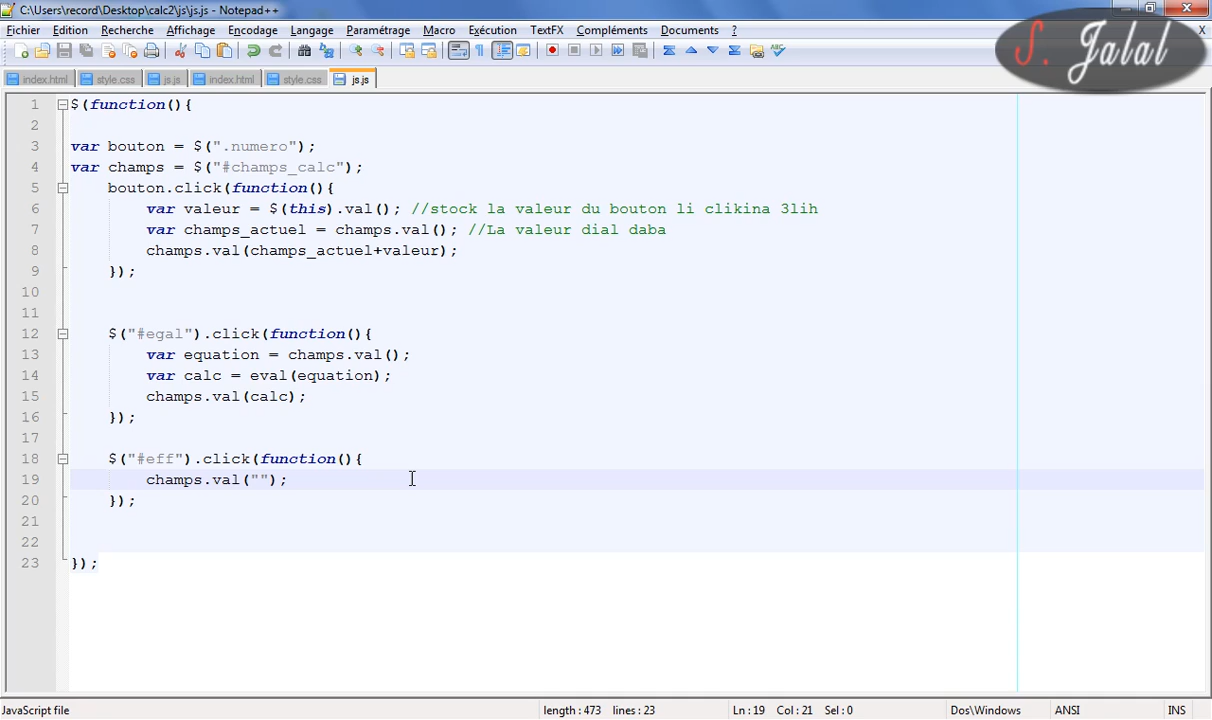 C:\Users\record\Desktop\calc2\js\js.js - Notepad++
Fichier Edition Recherche Affichage Encodage Langage Paramétrage Macro Exécution TextFX Compléments Documents ? X
S. Jalal
index.html style.css js.js index.html style.css js.js
1 $(function(){
2
3 var bouton = $(".numero");
4 var champs = $("#champs_calc");
5 bouton.click(function(){
6 var valeur = $(this).val(); //stock la valeur du bouton li clikina 3lih
7 var champs_actuel = champs.val(); //La valeur dial daba
8 champs.val(champs_actuel+valeur);
9 });
10
11
12 $("#egal").click(function(){
13 var equation = champs.val();
14 var calc = eval(equation);
15 champs.val(calc);
16 });
17
18 $("#eff").click(function(){
19 champs.val("");
20 });
21
22
23 });
JavaScript file length : 473 lines : 23 Ln : 19 Col : 21 Sel : 0 Dos\Windows ANSI INS